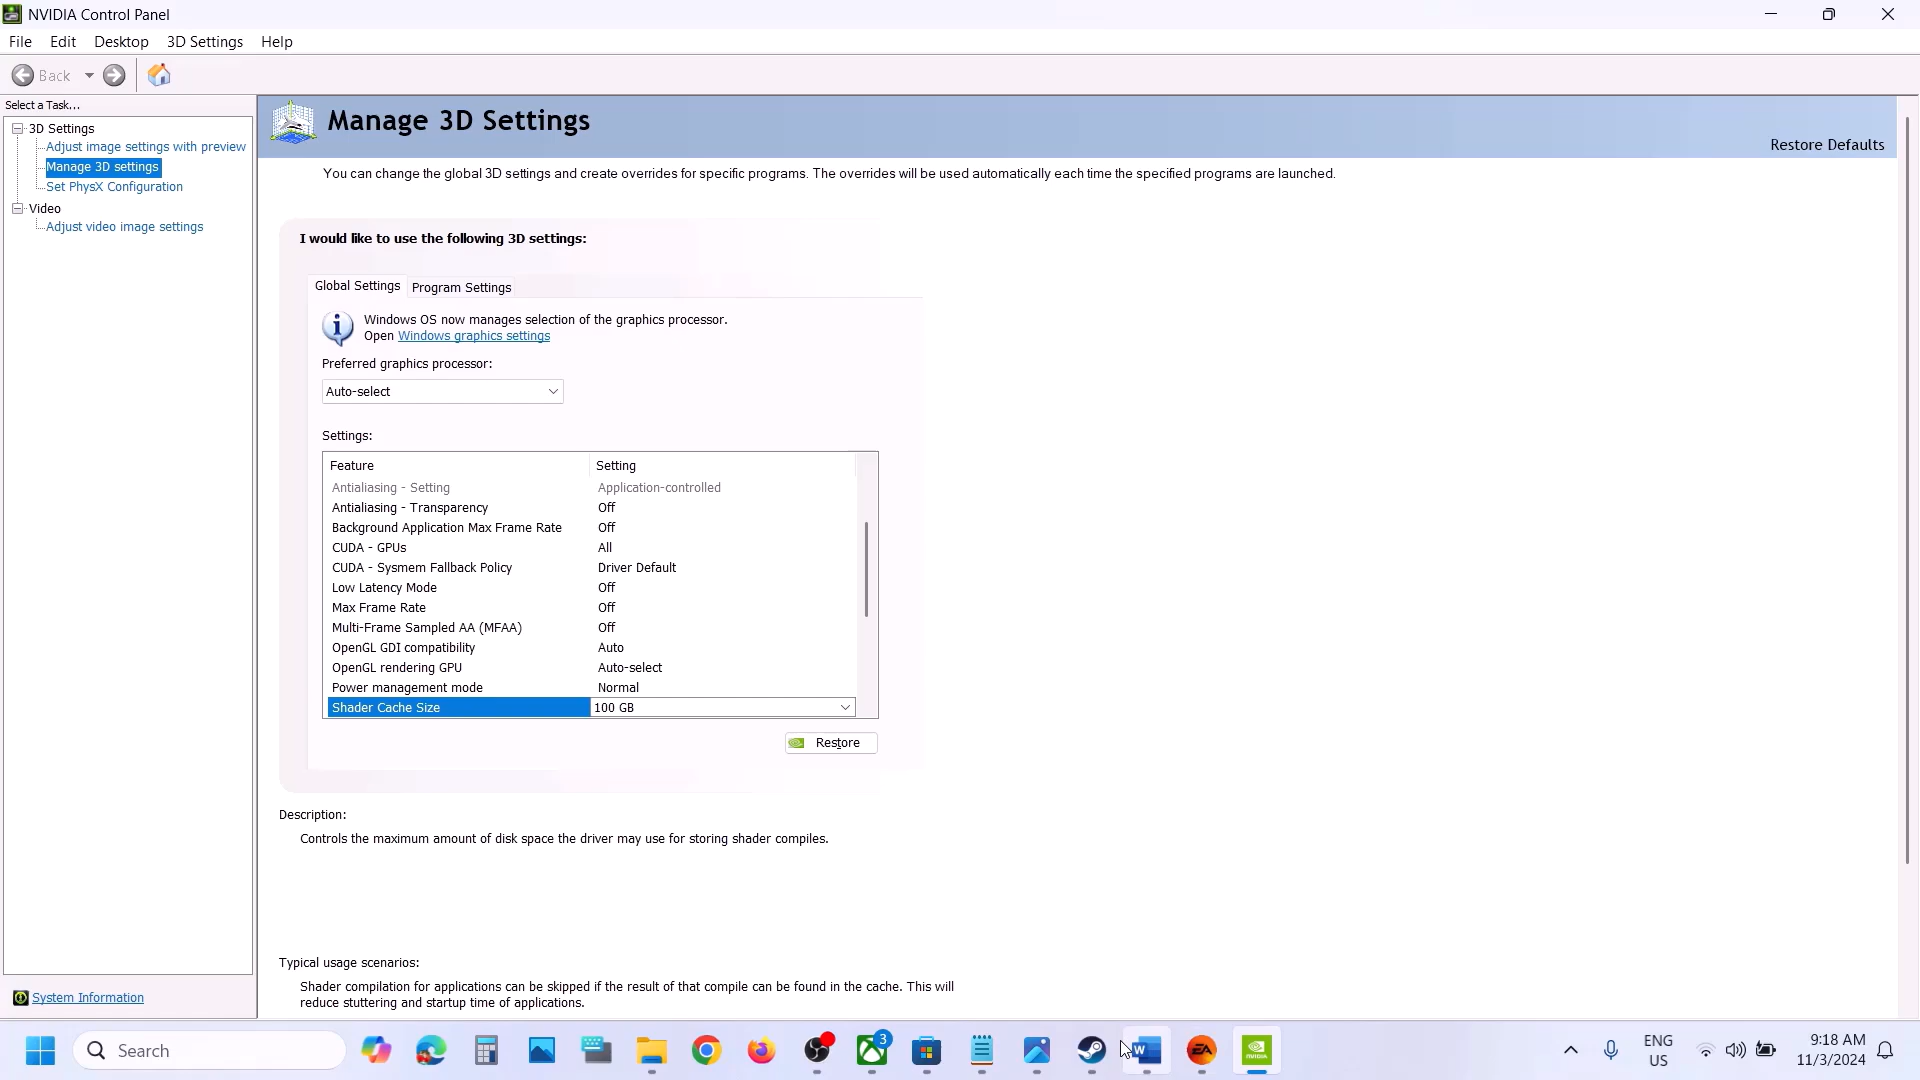 NVIDIA Control Panel
File Edit Desktop 3D Settings Help
Back
Select a Task...
3D Settings
Adjust image settings with preview
Manage 3D settings
Set PhysX Configuration
Video
Adjust video image settings
System Information
Manage 3D Settings
Restore Defaults
You can change the global 3D settings and create overrides for specific programs. The overrides will be used automatically each time the specified programs are launched.
I would like to use the following 3D settings:
Global Settings Program Settings
Windows OS now manages selection of the graphics processor.
Open Windows graphics settings
Preferred graphics processor:
Auto-select
Settings:
Feature Setting
Antialiasing - Setting Application-controlled
Antialiasing - Transparency Off
Background Application Max Frame Rate Off
CUDA - GPUs All
CUDA - Sysmem Fallback Policy Driver Default
Low Latency Mode Off
Max Frame Rate Off
Multi-Frame Sampled AA (MFAA) Off
OpenGL GDI compatibility Auto
OpenGL rendering GPU Auto-select
Power management mode Normal
Shader Cache Size 100 GB
Restore
Description:
Controls the maximum amount of disk space the driver may use for storing shader compiles.
Typical usage scenarios:
Shader compilation for applications can be skipped if the result of that compile can be found in the cache. This will
reduce stuttering and startup time of applications.
Search 3 W EA NVIDIA ENG 9:18 AM
US 11/3/2024